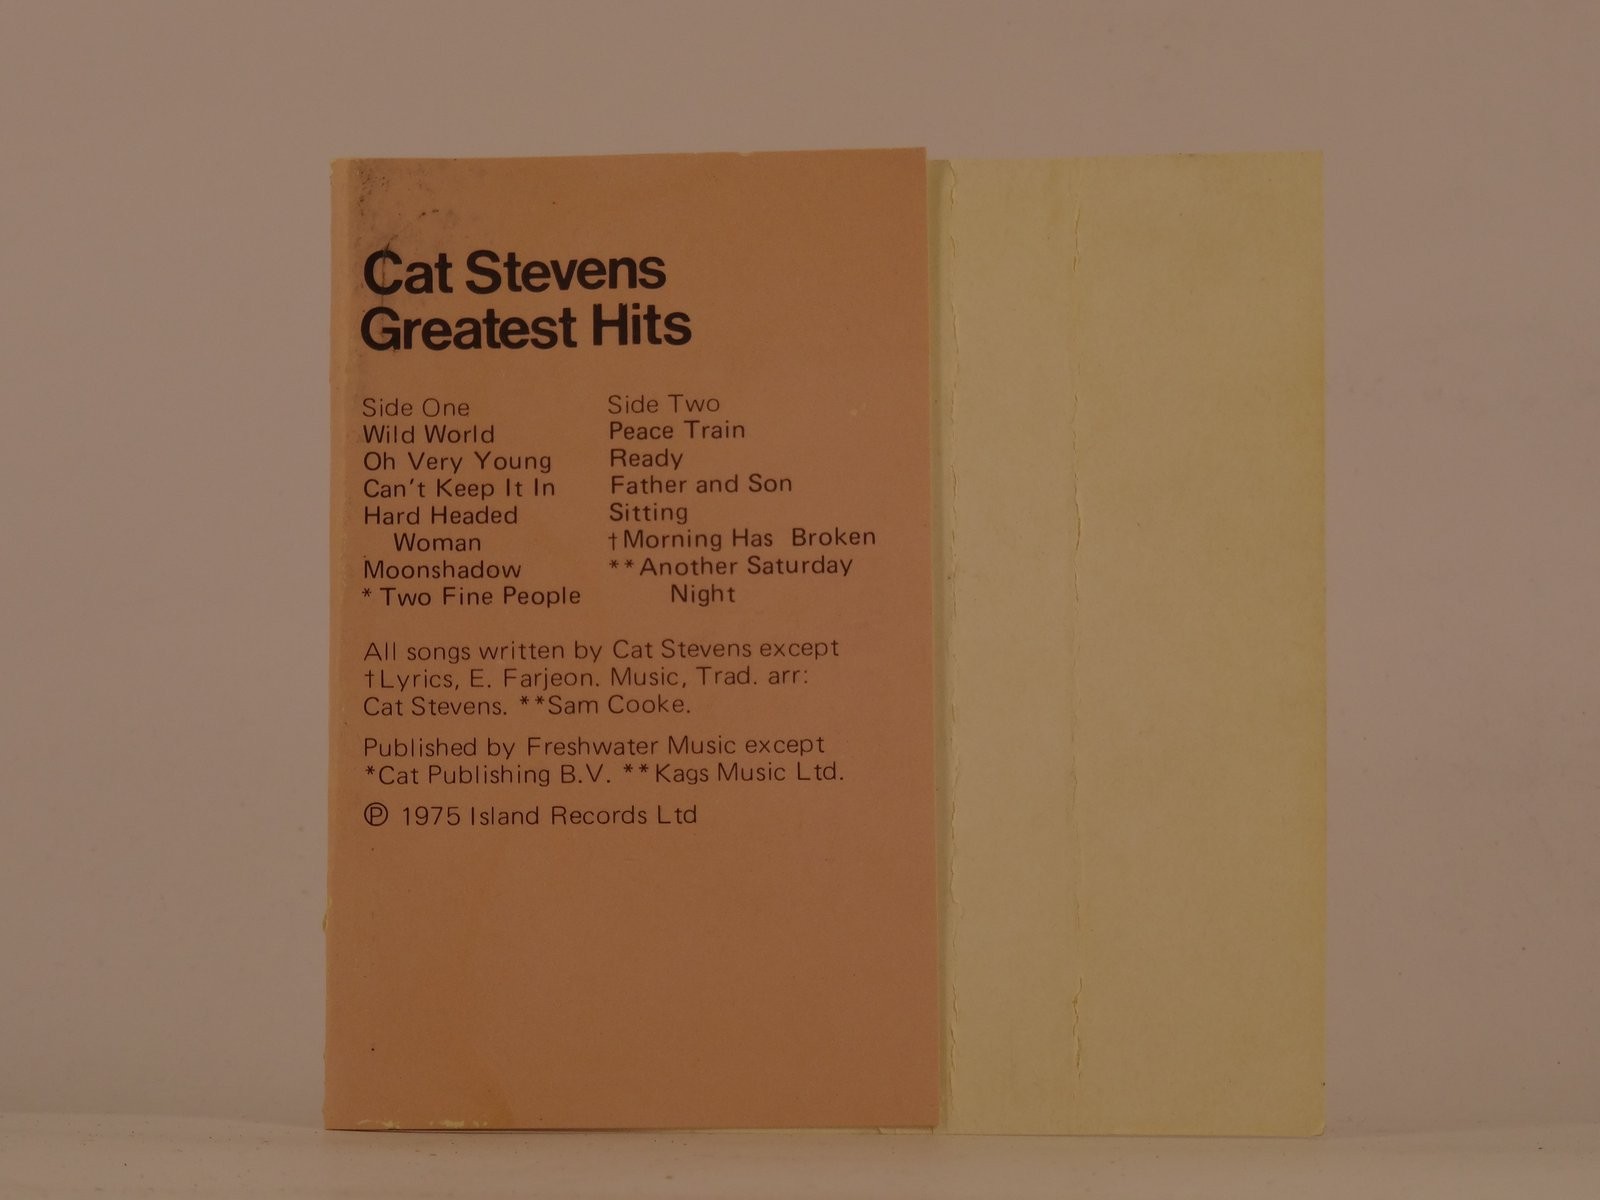 Cat Stevens
Greatest Hits
Side One
Wild World
Oh Very Young
Can't Keep It In
Hard Headed
Woman
Moonshadow
* Two Fine People
Side Two
Peace Train
Ready
Father and Son
Sitting
†Morning Has Broken
**Another Saturday
Night
All songs written by Cat Stevens except
†Lyrics, E. Farjeon. Music, Trad. arr:
Cat Stevens. **Sam Cooke.
Published by Freshwater Music except
*Cat Publishing B.V. **Kags Music Ltd.
℗ 1975 Island Records Ltd